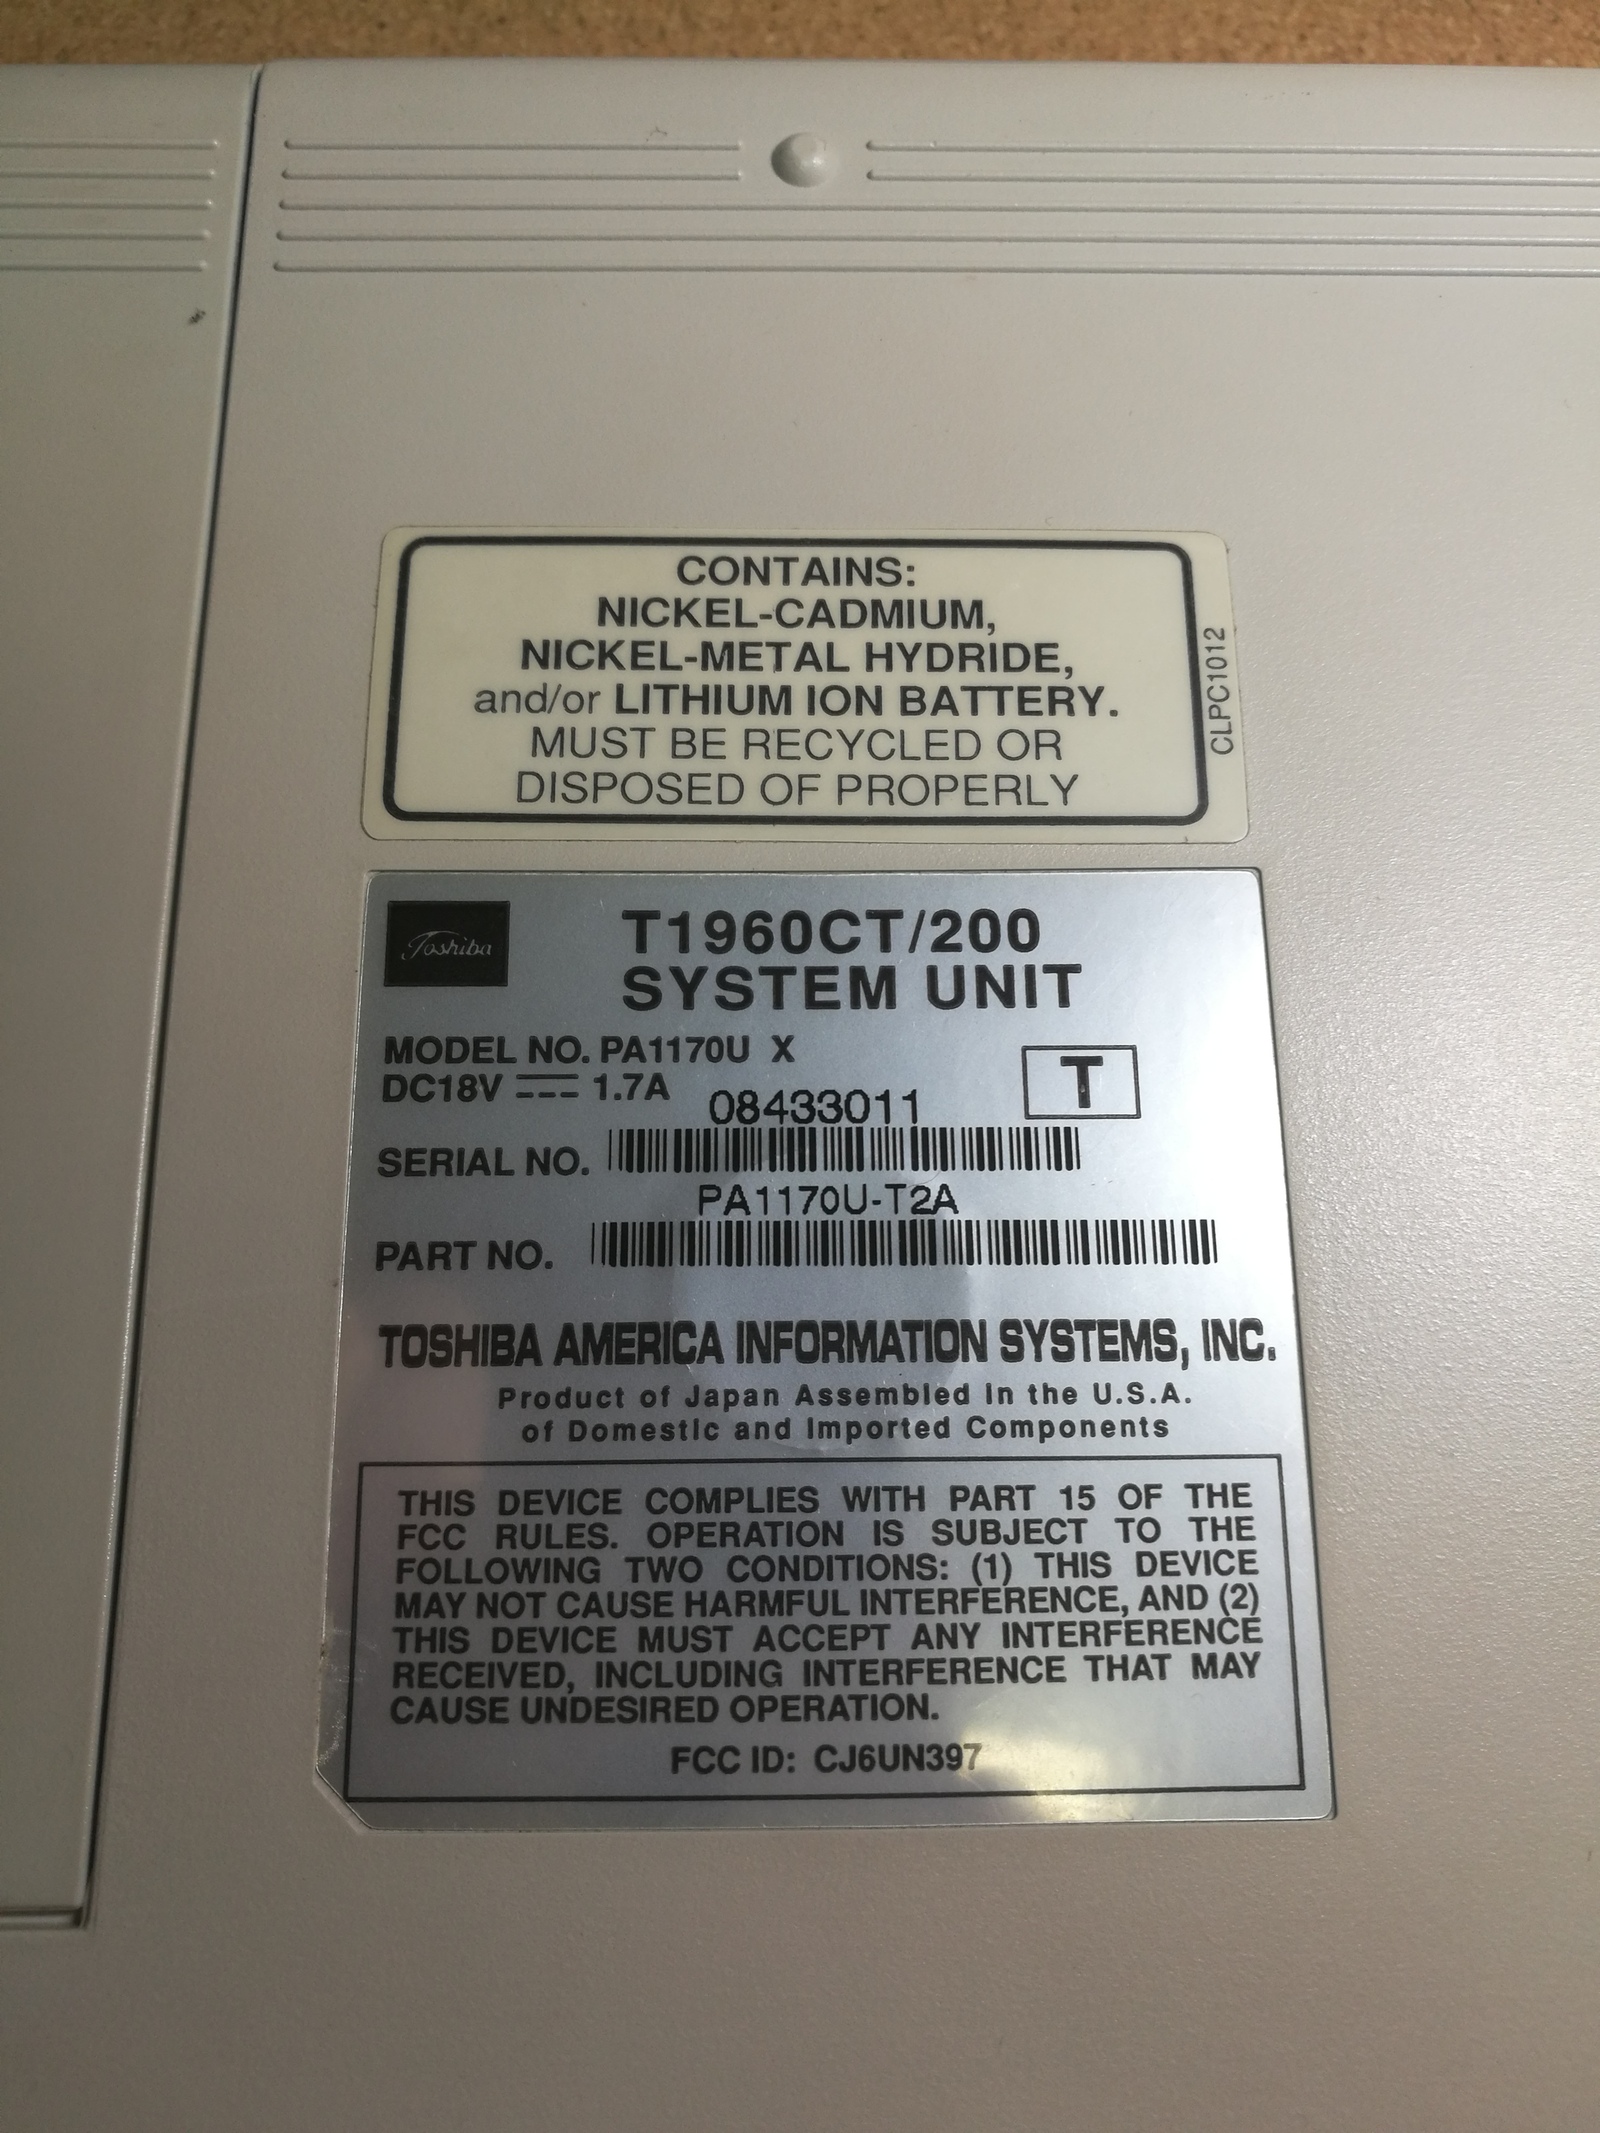 CONTAINS:
NICKEL-CADMIUM,
NICKEL-METAL HYDRIDE,
and/or LITHIUM ION BATTERY.
MUST BE RECYCLED OR
DISPOSED OF PROPERLY
CLPC1012
Toshiba
T1960CT/200
SYSTEM UNIT
MODEL NO. PA1170U X
DC18V 1.7A
T
08433011
SERIAL NO.
PA1170U-T2A
PART NO.
TOSHIBA AMERICA INFORMATION SYSTEMS, INC.
Product of Japan Assembled in the U.S.A.
of Domestic and Imported Components
THIS DEVICE COMPLIES WITH PART 15 OF THE
FCC RULES. OPERATION IS SUBJECT TO THE
FOLLOWING TWO CONDITIONS: (1) THIS DEVICE
MAY NOT CAUSE HARMFUL INTERFERENCE, AND (2)
THIS DEVICE MUST ACCEPT ANY INTERFERENCE
RECEIVED, INCLUDING INTERFERENCE THAT MAY
CAUSE UNDESIRED OPERATION.
FCC ID: CJ6UN397